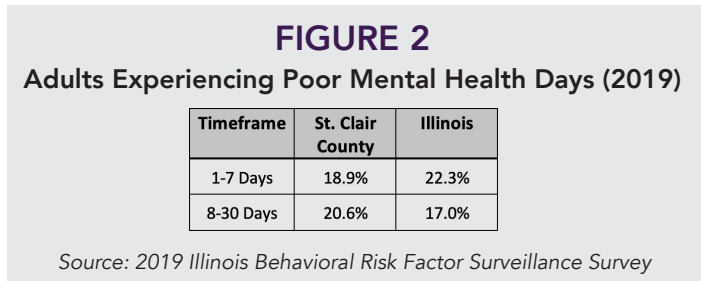 FIGURE 2
Adults Experiencing Poor Mental Health Days (2019)
Timeframe St. Clair County Illinois
1-7 Days 18.9% 22.3%
8-30 Days 20.6% 17.0%
Source: 2019 Illinois Behavioral Risk Factor Surveillance Survey